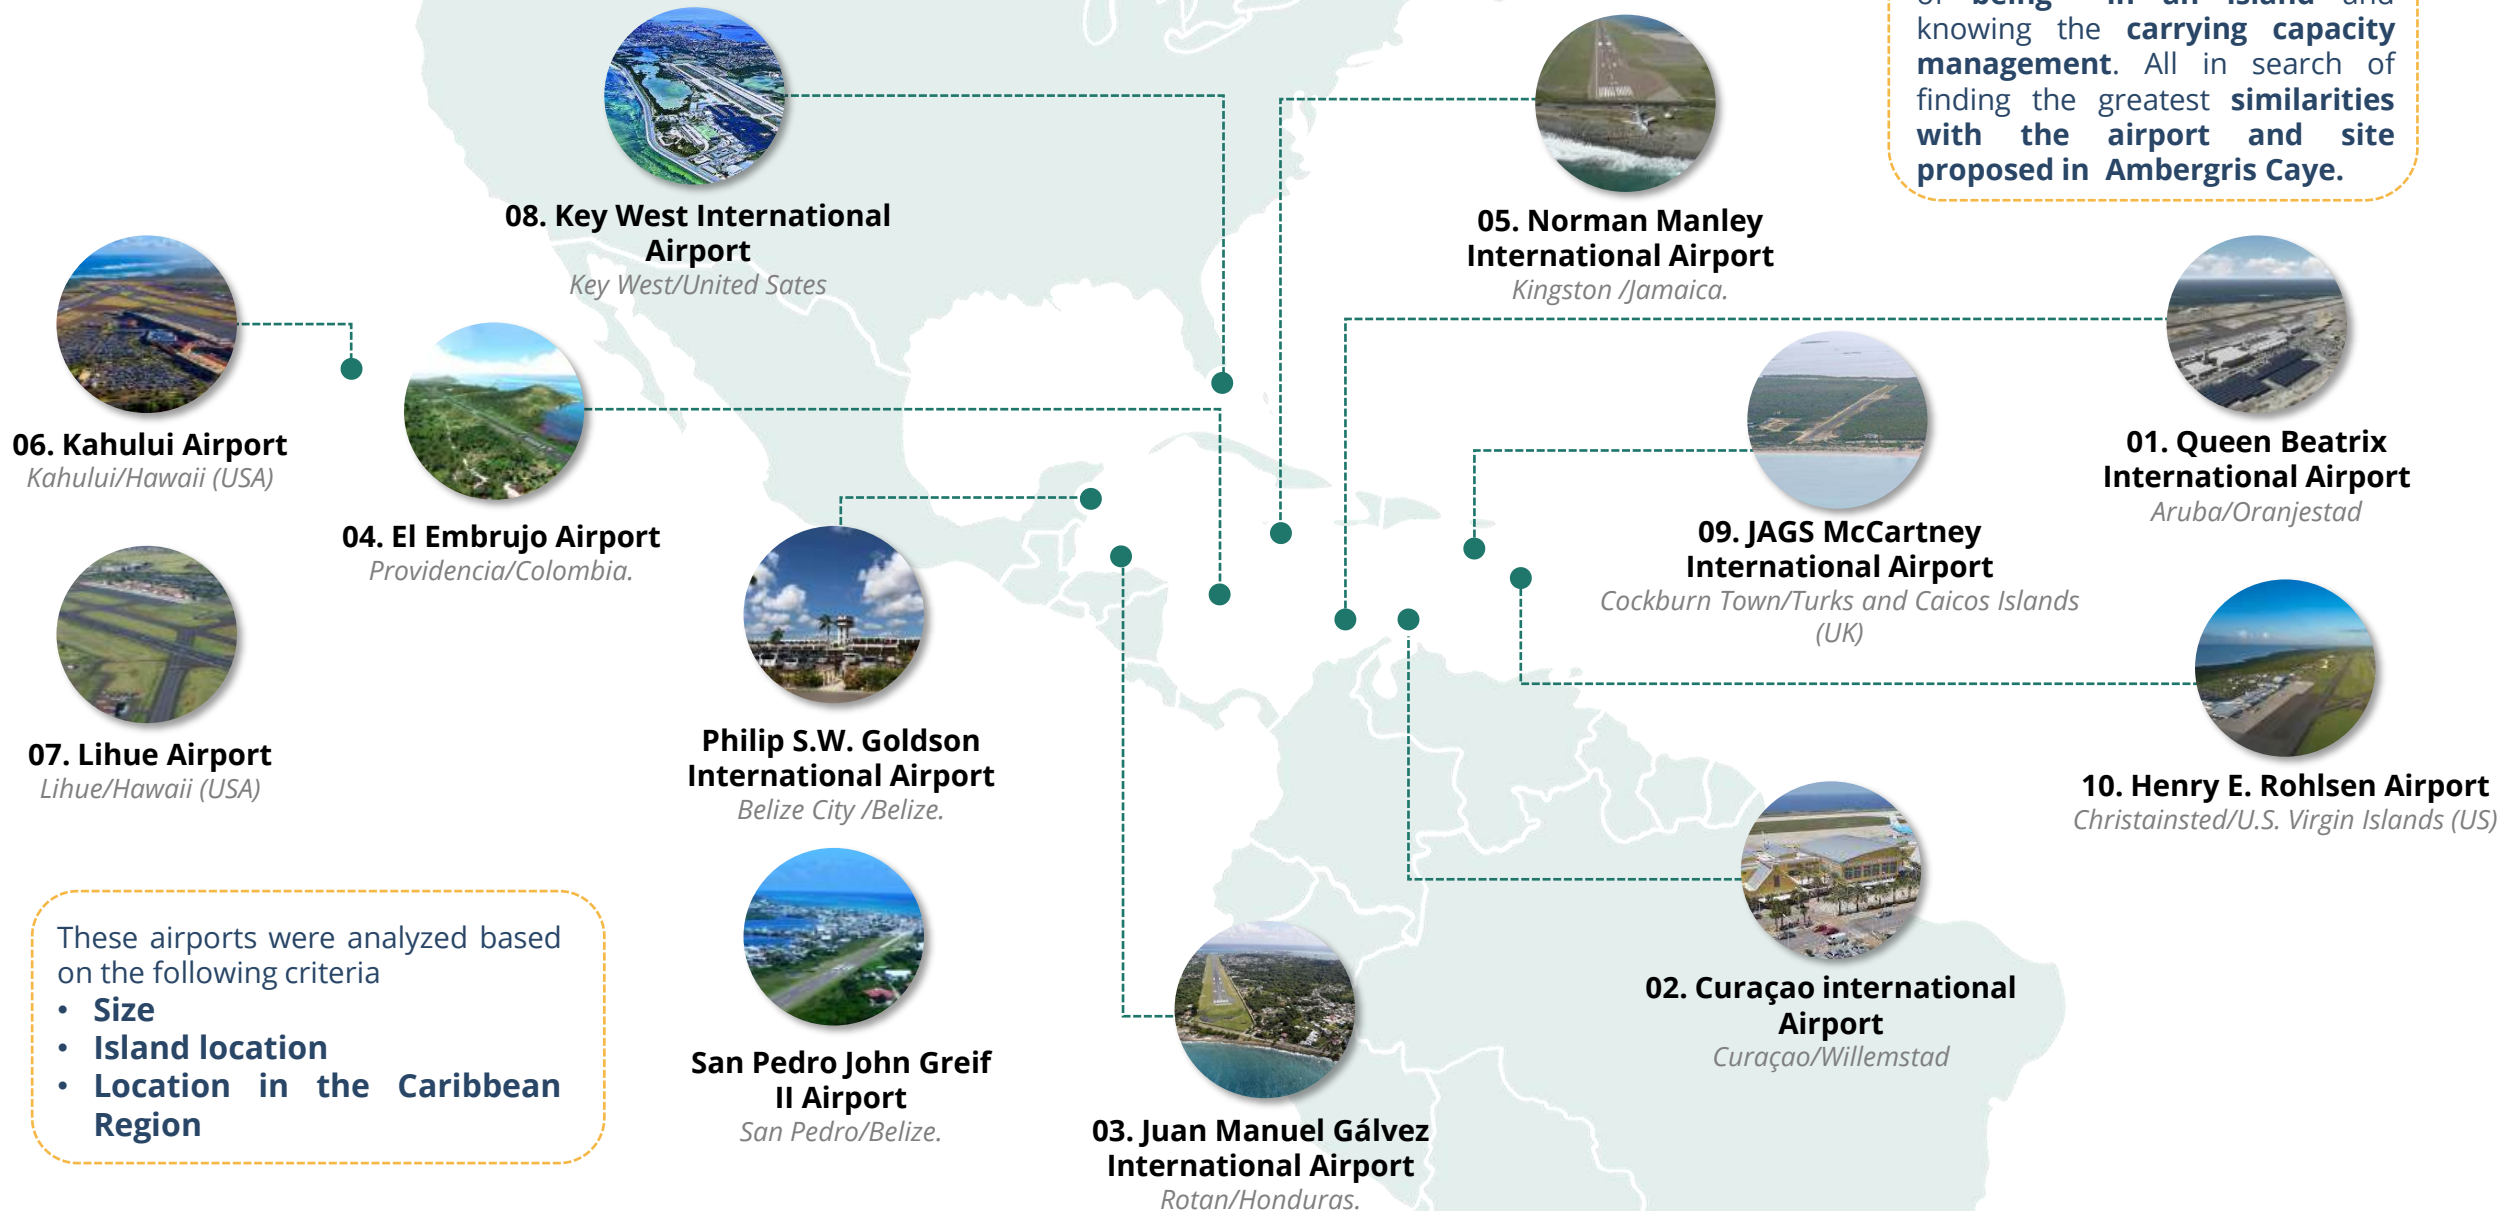 of being in an island and
knowing the carrying capacity
management. All in search of
finding the greatest similarities
with the airport and site
proposed in Ambergris Caye.
08. Key West International
Airport
Key West/United Sates
05. Norman Manley
International Airport
Kingston /Jamaica.
06. Kahului Airport
Kahului/Hawaii (USA)
04. El Embrujo Airport
Providencia/Colombia.
01. Queen Beatrix
International Airport
Aruba/Oranjestad
09. JAGS McCartney
International Airport
Cockburn Town/Turks and Caicos Islands
(UK)
07. Lihue Airport
Lihue/Hawaii (USA)
Philip S.W. Goldson
International Airport
Belize City /Belize.
10. Henry E. Rohlsen Airport
Christainsted/U.S. Virgin Islands (US)
These airports were analyzed based
on the following criteria
• Size
• Island location
• Location in the Caribbean
Region
San Pedro John Greif
II Airport
San Pedro/Belize.
02. Curaçao international
Airport
Curaçao/Willemstad
03. Juan Manuel Gálvez
International Airport
Rotan/Honduras.